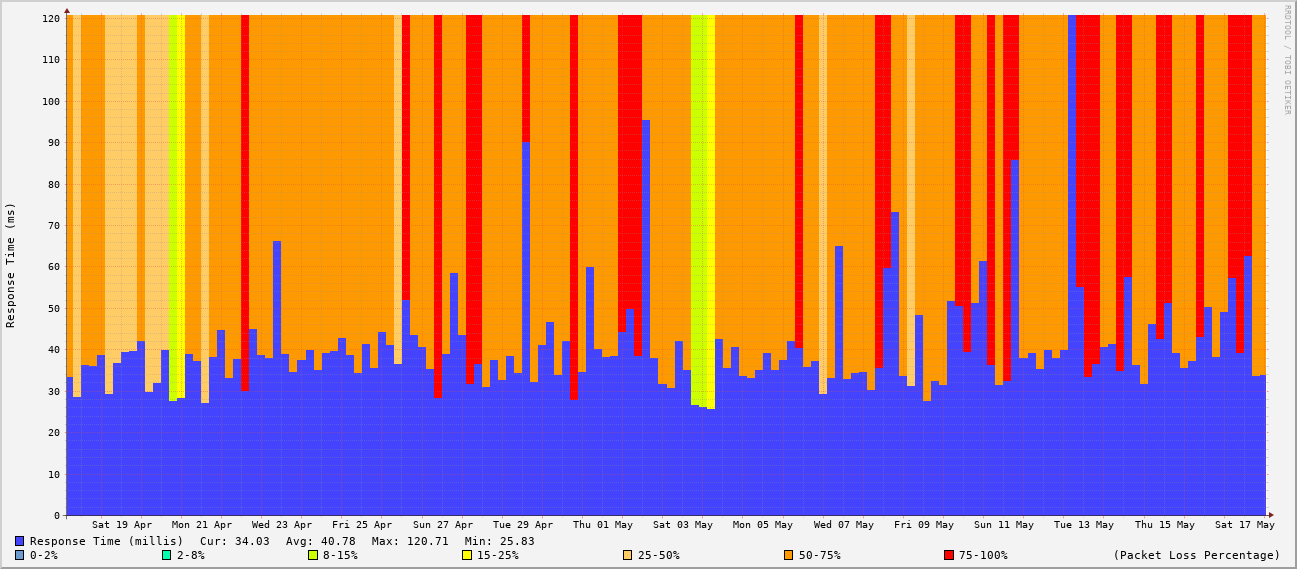 RRDTOOL / TOBI OETIKER
Response Time (ms)
120
110
100
90
80
70
60
50
40
30
20
10
0
Sat 19 Apr Mon 21 Apr Wed 23 Apr Fri 25 Apr Sun 27 Apr Tue 29 Apr Thu 01 May Sat 03 May Mon 05 May Wed 07 May Fri 09 May Sun 11 May Tue 13 May Thu 15 May Sat 17 May
Response Time (millis) Cur: 34.03 Avg: 40.78 Max: 120.71 Min: 25.83
0-2% 2-8% 8-15% 15-25% 25-50% 50-75% 75-100% (Packet Loss Percentage)